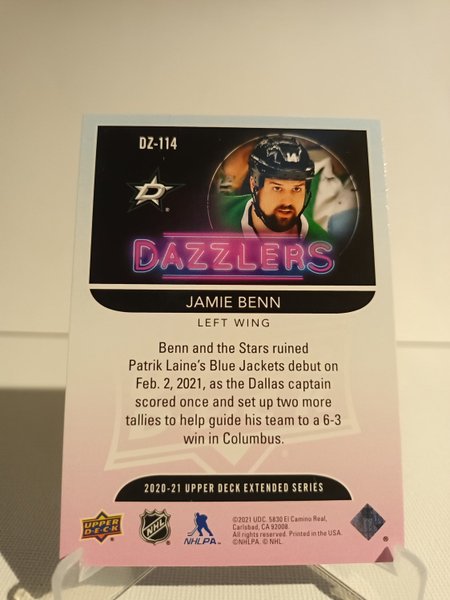 DZ-114
D
®
14
DAZZLERS
JAMIE BENN
LEFT WING
Benn and the Stars ruined
Patrik Laine's Blue Jackets debut on
Feb. 2, 2021, as the Dallas captain
scored once and set up two more
tallies to help guide his team to a 6-3
win in Columbus.
2020-21 UPPER DECK EXTENDED SERIES
UPPER DECK
NHL
NHLPA
©2021 UDC. 5830 El Camino Real,
Carlsbad, CA 92008.
All rights reserved. Printed in the USA.
©NHLPA. © NHL.
®